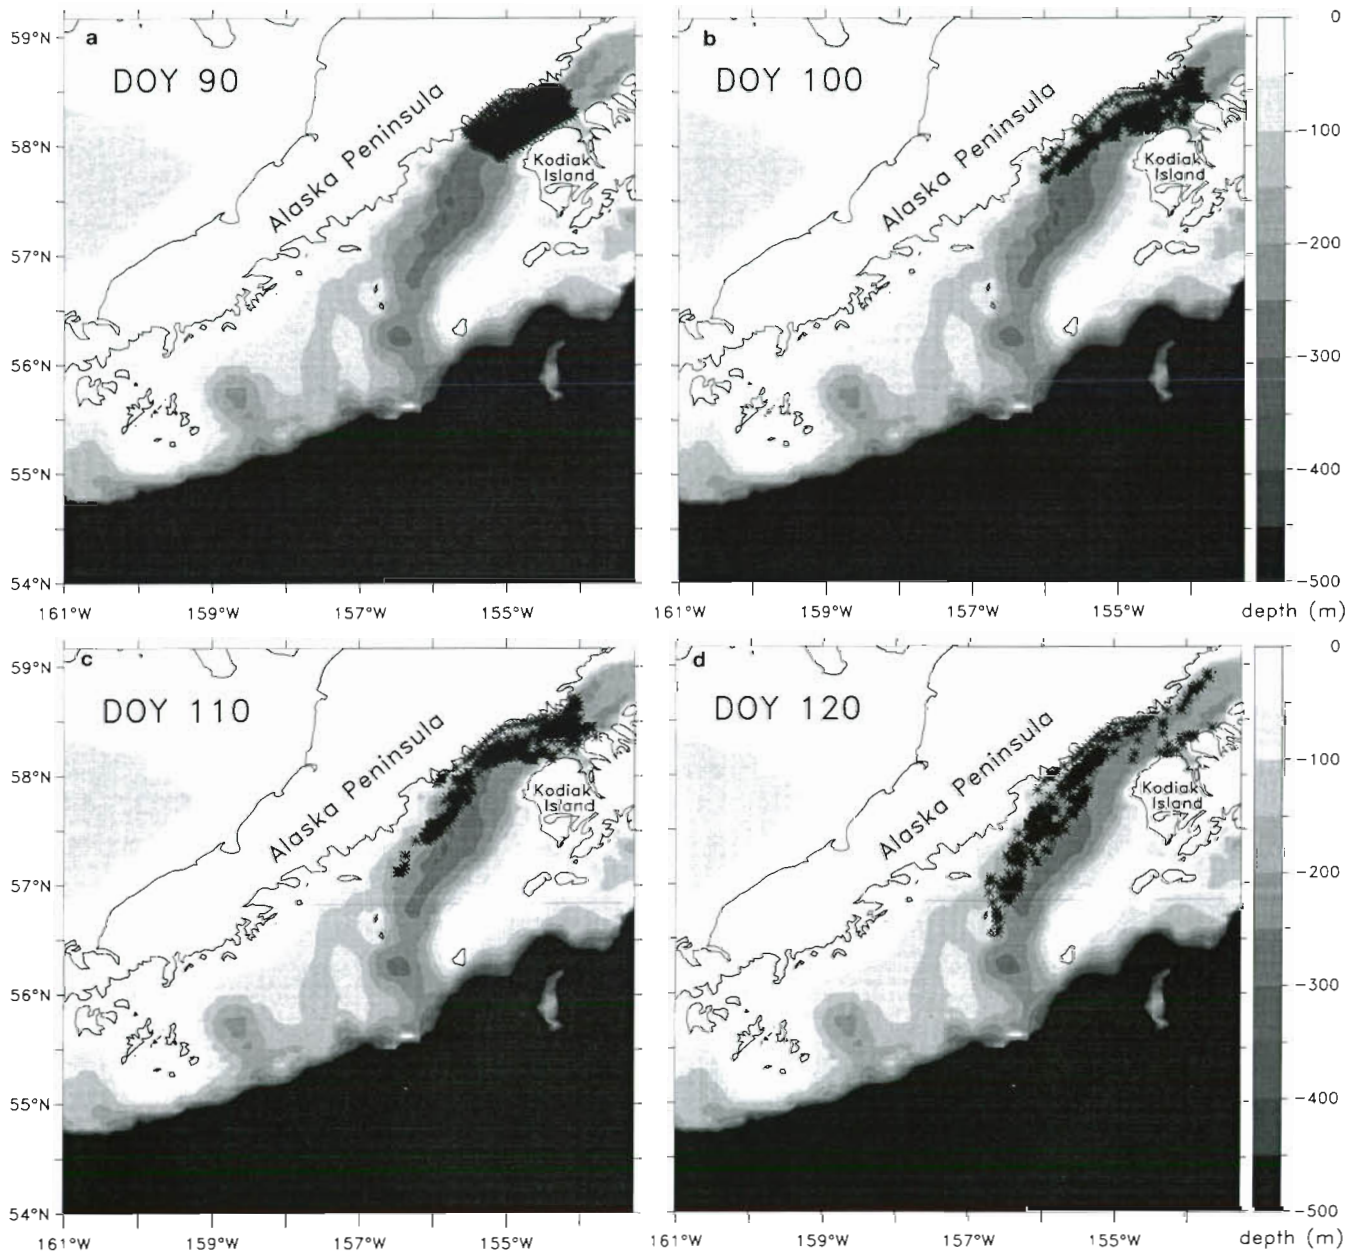 a
DOY 90
Alaska Peninsula
Kodiak
Island
59°N
58°N
57°N
56°N
55°N
54°N
161°W 159°W 157°W 155°W
b
DOY 100
Alaska Peninsula
Kodiak
Island
161°W 159°W 157°W 155°W
0
-100
-200
-300
-400
-500
depth (m)
c
DOY 110
Alaska Peninsula
Kodiak
Island
59°N
58°N
57°N
56°N
55°N
54°N
161°W 159°W 157°W 155°W
d
DOY 120
Alaska Peninsula
Kodiak
Island
161°W 159°W 157°W 155°W
0
-100
-200
-300
-400
-500
depth (m)